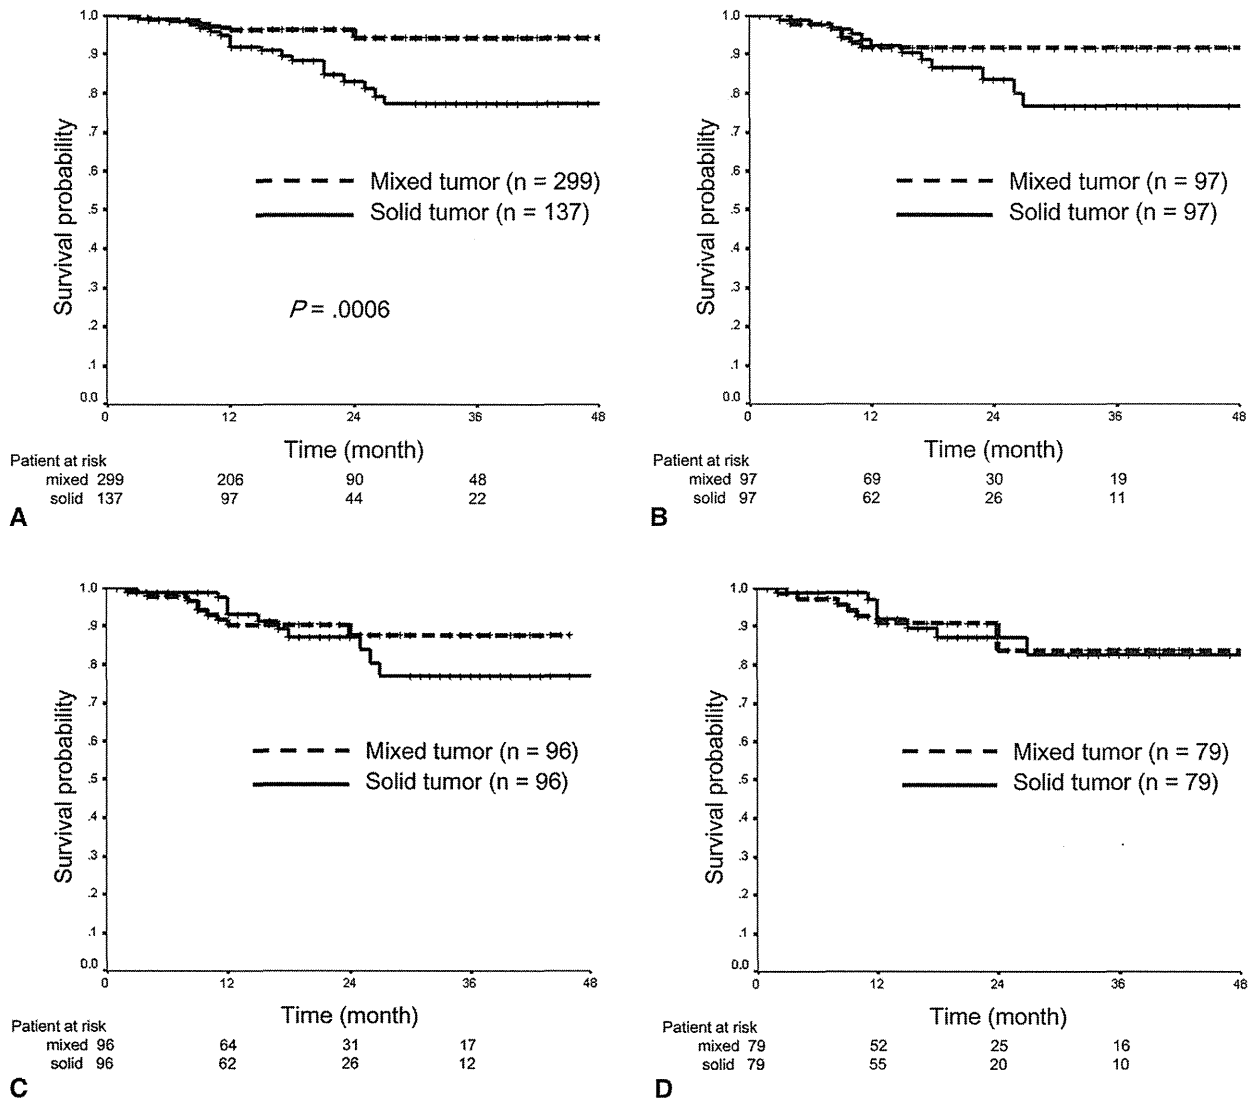 1.0
.9
.8
.7
.6
.5
.4
.3
.2
.1
0.0
Survival probability
Mixed tumor (n = 299)
Solid tumor (n = 137)
P = .0006
0 12 24 36 48
Time (month)
Patient at risk
mixed 299 206 90 48
solid 137 97 44 22
A
1.0
.9
.8
.7
.6
.5
.4
.3
.2
.1
0.0
Survival probability
Mixed tumor (n = 97)
Solid tumor (n = 97)
0 12 24 36 48
Time (month)
Patient at risk
mixed 97 69 30 19
solid 97 62 26 11
B
1.0
.9
.8
.7
.6
.5
.4
.3
.2
.1
0.0
Survival probability
Mixed tumor (n = 96)
Solid tumor (n = 96)
0 12 24 36 48
Time (month)
Patient at risk
mixed 96 64 31 17
solid 96 62 26 12
C
1.0
.9
.8
.7
.6
.5
.4
.3
.2
.1
0.0
Survival probability
Mixed tumor (n = 79)
Solid tumor (n = 79)
0 12 24 36 48
Time (month)
Patient at risk
mixed 79 52 25 16
solid 79 55 20 10
D